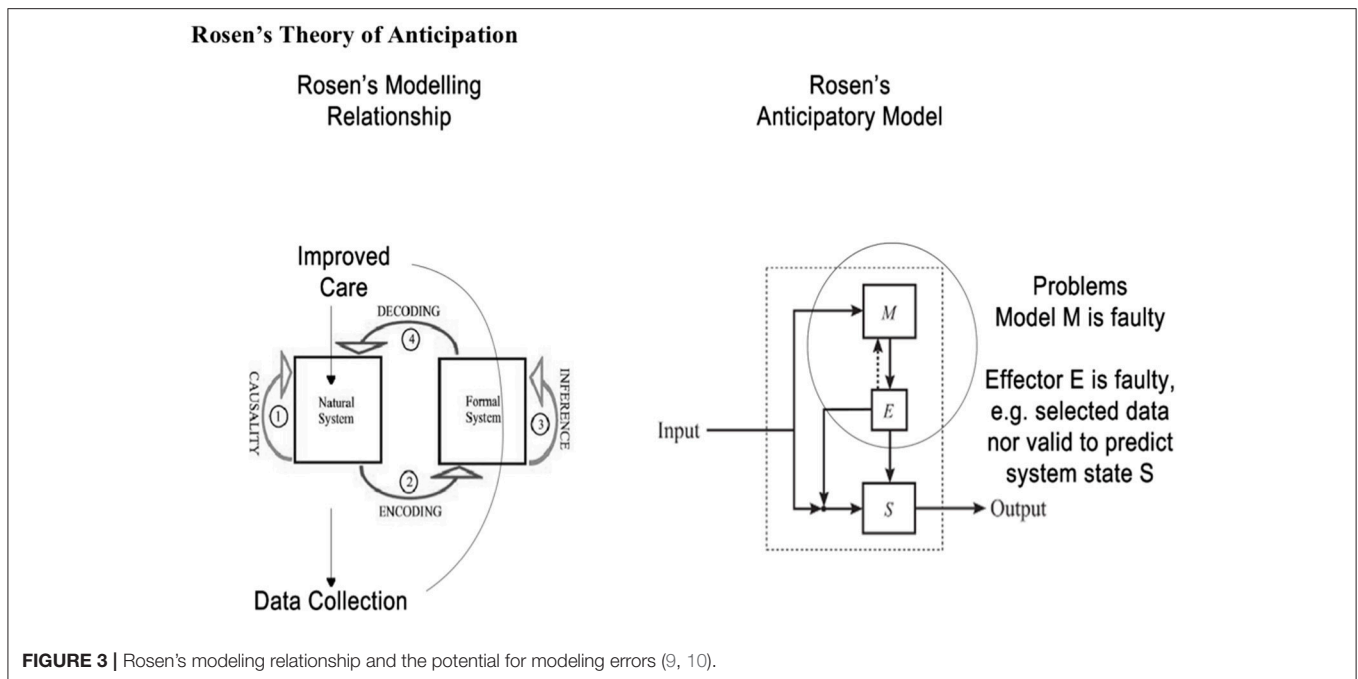 Rosen's Theory of Anticipation
Rosen's Modelling
Relationship
Improved
Care
DECODING
4
CAUSALITY
1
Natural
System
Formal
System
3
INFERENCE
2
ENCODING
Data Collection
Rosen's
Anticipatory Model
M
E
S
Input
Output
Problems
Model M is faulty
Effector E is faulty,
e.g. selected data
nor valid to predict
system state S
FIGURE 3 | Rosen's modeling relationship and the potential for modeling errors (9, 10).